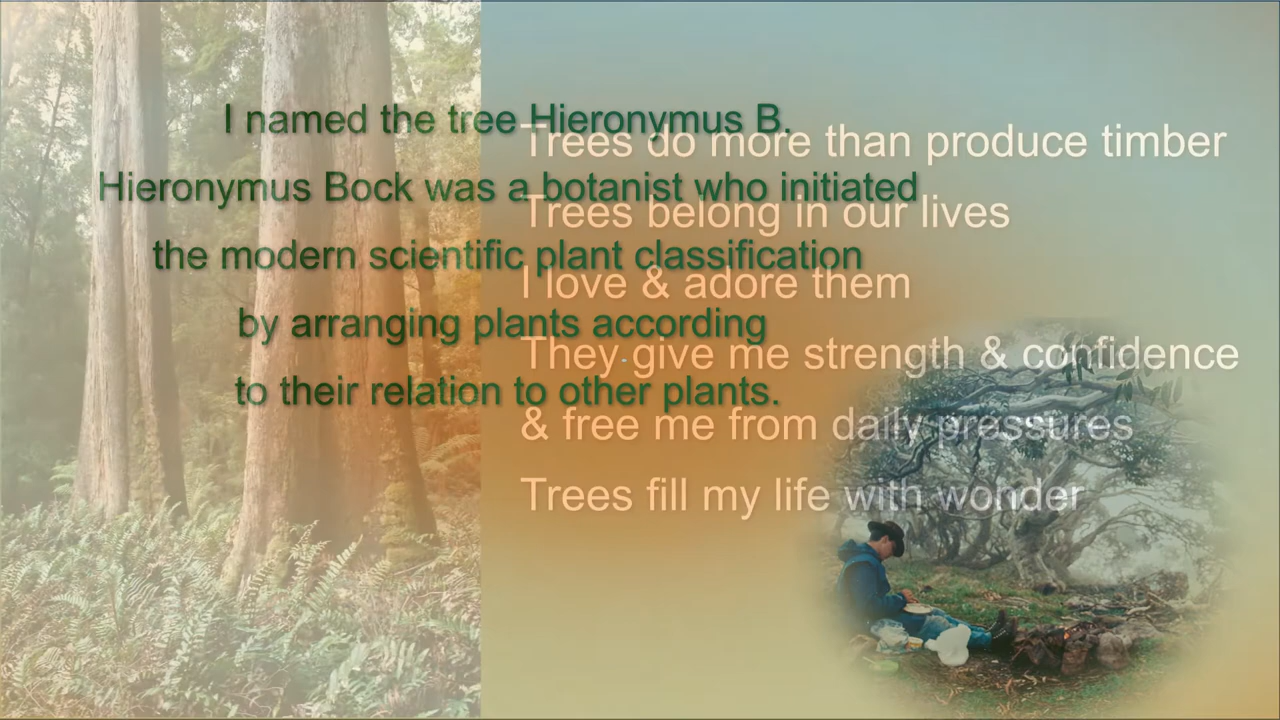 I named the tree Hieronymus B.
Hieronymus Bock was a botanist who initiated
the modern scientific plant classification
by arranging plants according
to their relation to other plants.
Trees do more than produce timber
Trees belong in our lives
I love & adore them
They give me strength & confidence
& free me from daily pressures
Trees fill my life with wonder